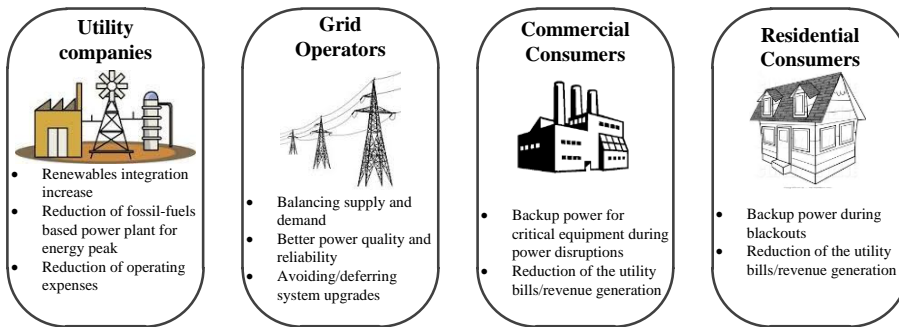 Utility
companies
• Renewables integration
increase
• Reduction of fossil-fuels
based power plant for
energy peak
• Reduction of operating
expenses
Grid
Operators
• Balancing supply and
demand
• Better power quality and
reliability
• Avoiding/deferring
system upgrades
Commercial
Consumers
• Backup power for
critical equipment during
power disruptions
• Reduction of the utility
bills/revenue generation
Residential
Consumers
• Backup power during
blackouts
• Reduction of the utility
bills/revenue generation